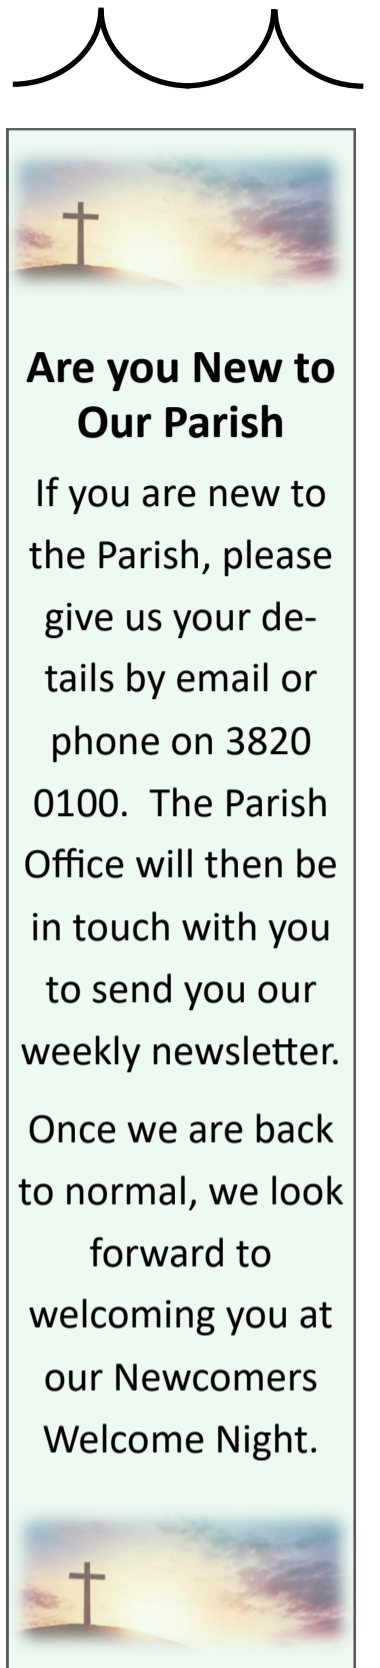 Are you New to
Our Parish
If you are new to
the Parish, please
give us your de-
tails by email or
phone on 3820
0100.  The Parish
Office will then be
in touch with you
to send you our
weekly newsletter.
Once we are back
to normal, we look
forward to
welcoming you at
our Newcomers
Welcome Night.